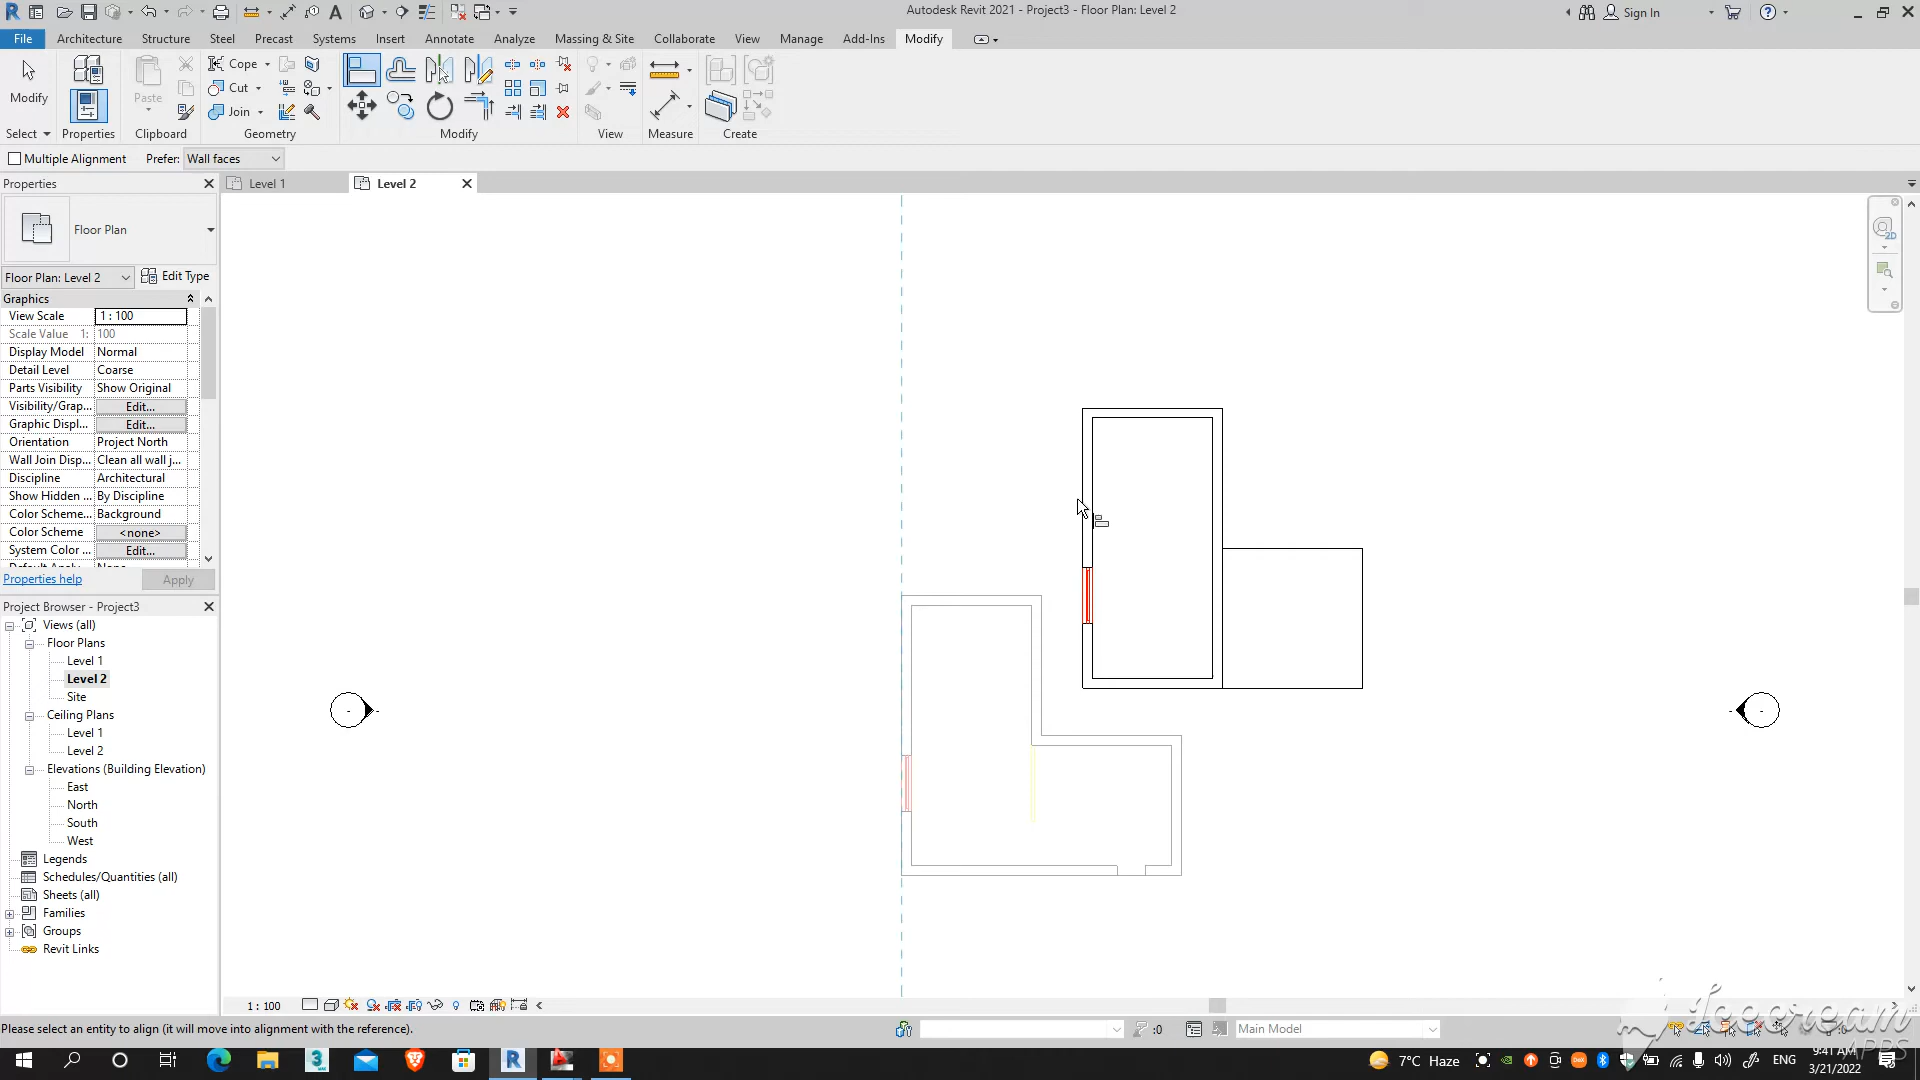 Autodesk Revit 2021 - Project3 - Floor Plan: Level 2
Sign In
File Architecture Structure Steel Precast Systems Insert Annotate Analyze Massing & Site Collaborate View Manage Add-Ins Modify
Modify
Paste
Cope
Cut
Join
Select Properties Clipboard Geometry Modify View Measure Create
Multiple Alignment Prefer: Wall faces
Properties
Level 1
Level 2
Floor Plan
Floor Plan: Level 2
Edit Type
Graphics
View Scale 1 : 100
Scale Value 1: 100
Display Model Normal
Detail Level Coarse
Parts Visibility Show Original
Visibility/Grap... Edit...
Graphic Displ... Edit...
Orientation Project North
Wall Join Disp... Clean all wall j...
Discipline Architectural
Show Hidden ... By Discipline
Color Scheme... Background
Color Scheme <none>
System Color ... Edit...
Properties help
Apply
Project Browser - Project3
Views (all)
Floor Plans
Level 1
Level 2
Site
Ceiling Plans
Level 1
Level 2
Elevations (Building Elevation)
East
North
South
West
Legends
Schedules/Quantities (all)
Sheets (all)
Families
Groups
Revit Links
1 : 100
Please select an entity to align (it will move into alignment with the reference).
:0
Main Model
Icecream
APPS
7°C Haze
ENG
9:41 AM
3/21/2022